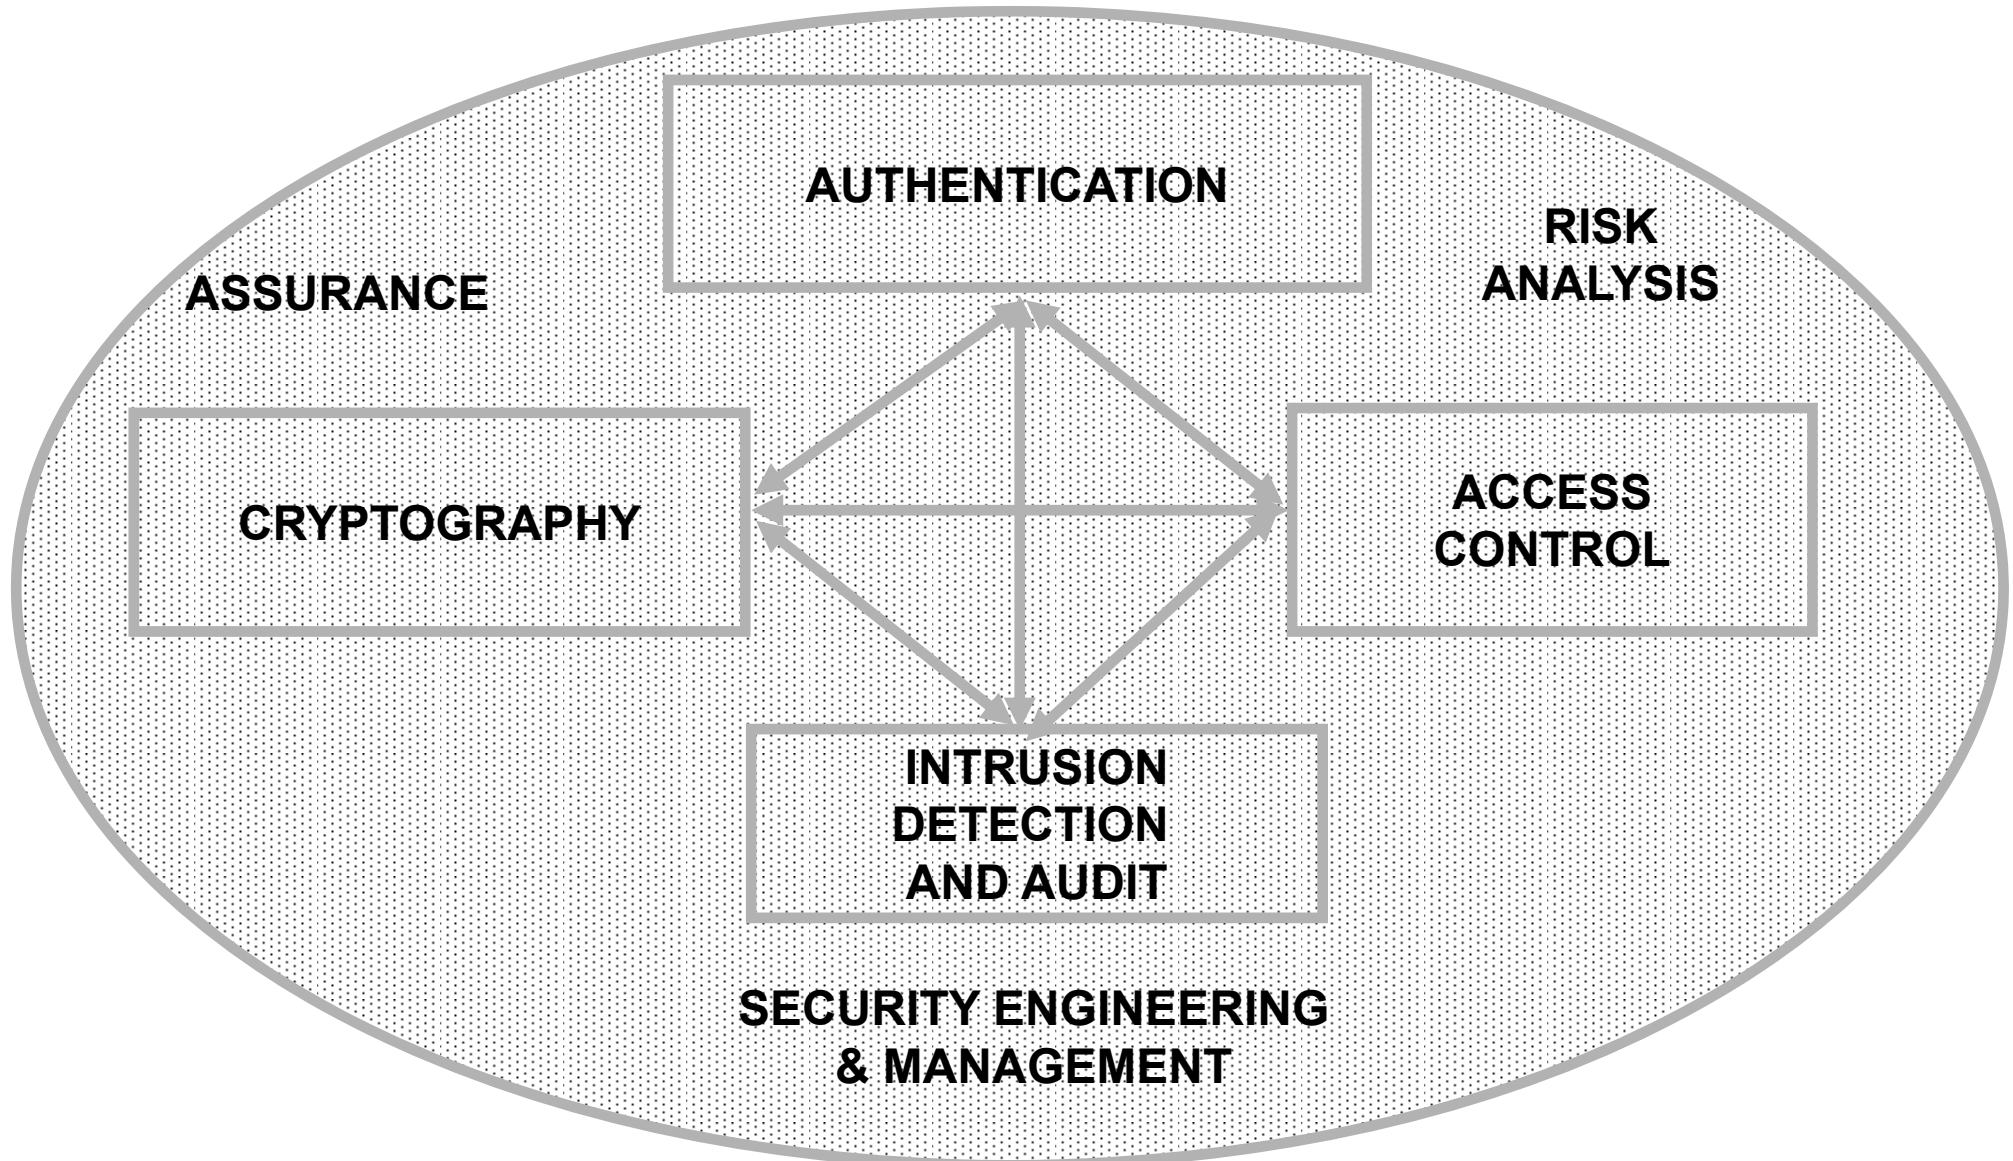 AUTHENTICATION
RISK
ANALYSIS
ASSURANCE
CRYPTOGRAPHY
ACCESS
CONTROL
INTRUSION
DETECTION
AND AUDIT
SECURITY ENGINEERING
& MANAGEMENT